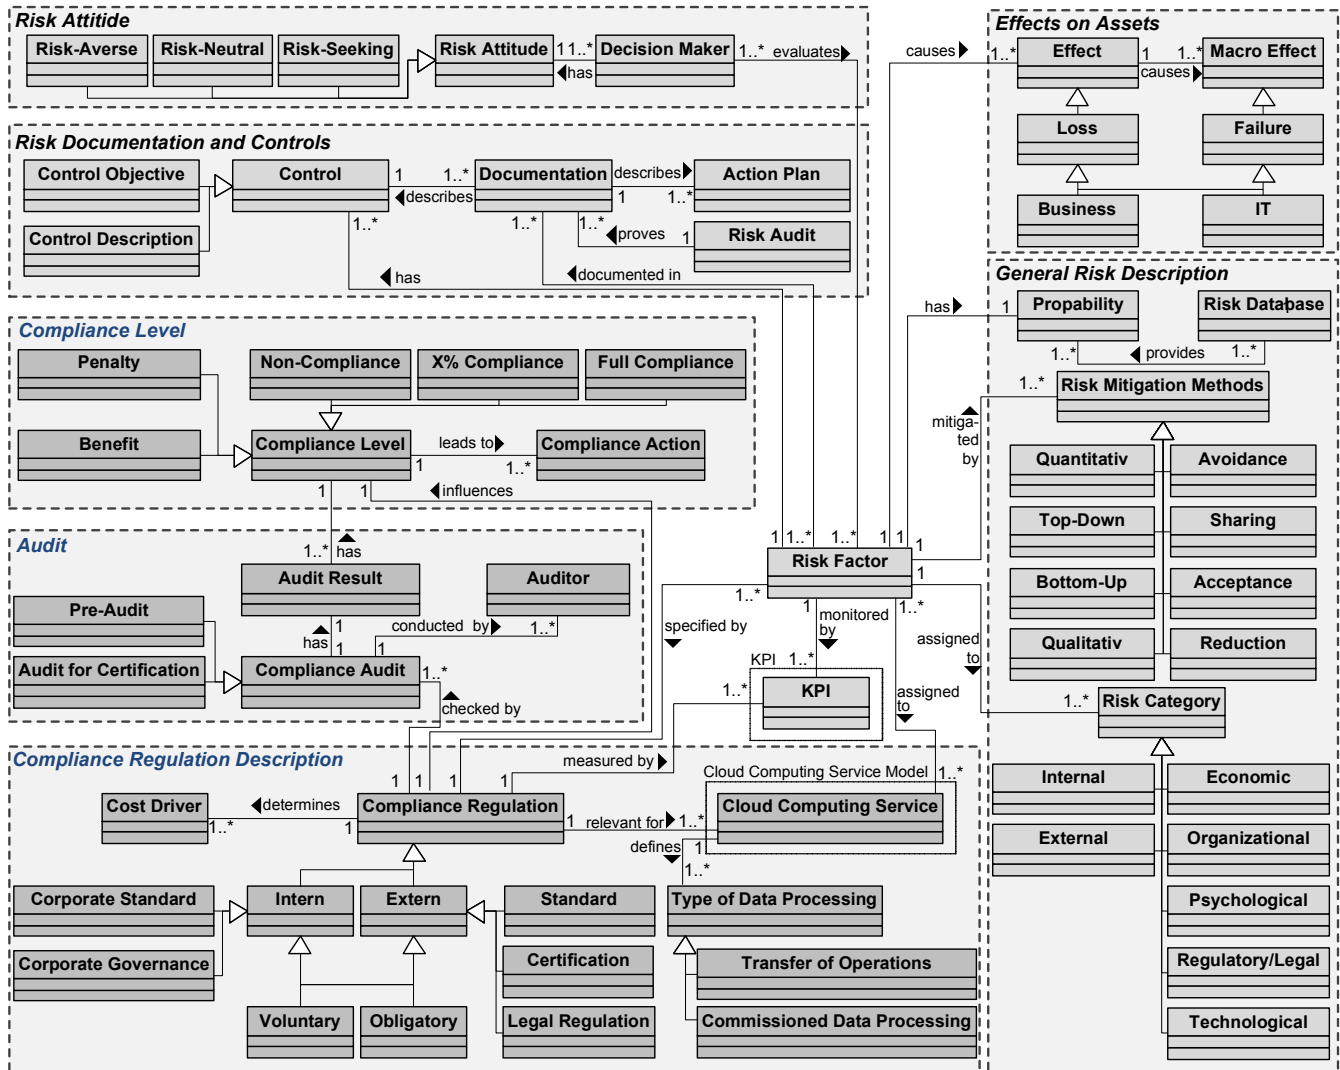 Risk Attitide
Risk-Averse
Risk-Neutral
Risk-Seeking
Risk Attitude
1
1..*
has
Decision Maker
1..*
evaluates
Risk Documentation and Controls
Control Objective
Control Description
Control
1
1..*
describes
Documentation
describes
1
1..*
Action Plan
1..*
1..*
1..*
proves
1
Risk Audit
has
documented in
Compliance Level
Penalty
Non-Compliance
X% Compliance
Full Compliance
Benefit
Compliance Level
leads to
1
1..*
Compliance Action
1
1
influences
Audit
1..*
has
Audit Result
Auditor
Pre-Audit
1
has
1
1
conducted by
1..*
Audit for Certification
Compliance Audit
1..*
checked by
Compliance Regulation Description
1
1
1
1
measured by
Cost Driver
determines
1..*
1
Compliance Regulation
1
relevant for
1..*
Cloud Computing Service Model
1..*
Cloud Computing Service
defines
1
1..*
Corporate Standard
Intern
Extern
Standard
Type of Data Processing
Corporate Governance
Certification
Transfer of Operations
Voluntary
Obligatory
Legal Regulation
Commissioned Data Processing
1
1..*
1..*
1
1
1
Risk Factor
1..*
1
1..*
1
specified by
monitored
by
KPI
1..*
1..*
KPI
assigned
to
assigned
to
1..*
mitiga-
ted
by
1..*
causes
has
Effects on Assets
1..*
Effect
1
1..*
causes
Macro Effect
Loss
Failure
Business
IT
General Risk Description
1
Propability
Risk Database
1..*
provides
1..*
Risk Mitigation Methods
Quantitativ
Avoidance
Top-Down
Sharing
Bottom-Up
Acceptance
Qualitativ
Reduction
Risk Category
Internal
Economic
External
Organizational
Psychological
Regulatory/Legal
Technological